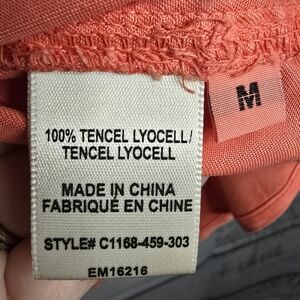 M
100% TENCEL LYOCELL/
TENCEL LYOCELL
MADE IN CHINA
FABRIQUÉ EN CHINE
STYLE# C1168-459-303
EM16216